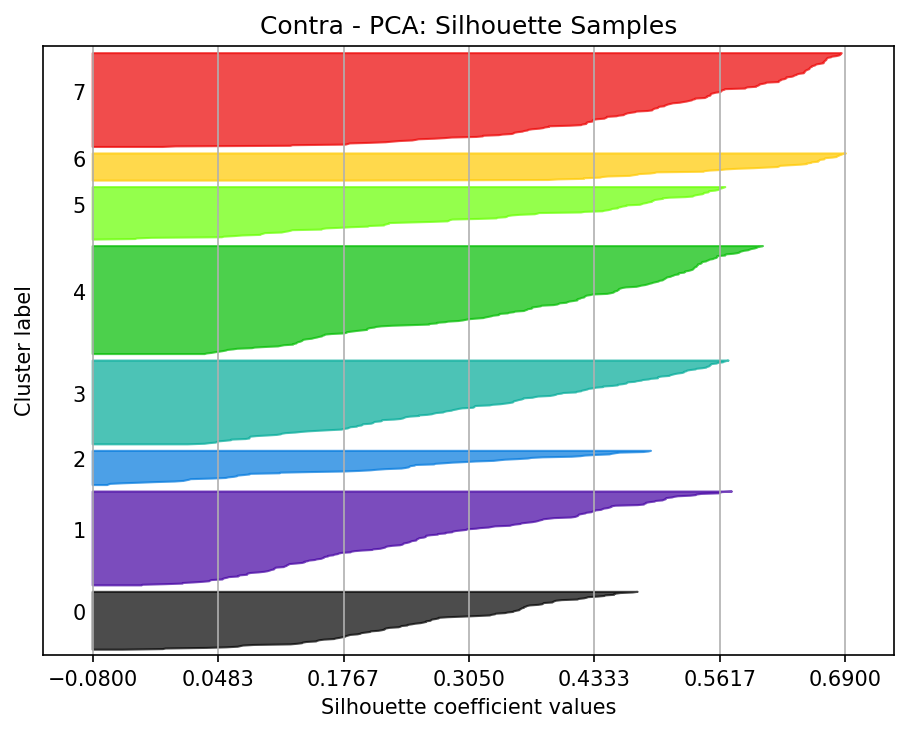 Contra - PCA: Silhouette Samples
7
6
5
4
3
2
1
0
Cluster label
−0.0800 0.0483 0.1767 0.3050 0.4333 0.5617 0.6900
Silhouette coefficient values